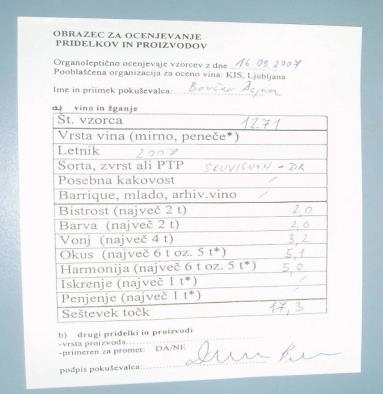 OBRAZEC ZA OCENJEVANJE
PRIDELKOV IN PROIZVODOV
Organoleptično ocenjevaje vzorcev z dne 16.09.2007
Pooblaščena organizacija za oceno vina: KIS, Ljubljana
Ime in priimek pokuševalca:
a) vino in žganje
Št. vzorca 1271
Vrsta vina (mirno, peneče*)
Letnik 2007
Sorta, zvrst ali PTP SAUVIGNON - DR
Posebna kakovost /
Barrique, mlado, arhiv.vino /
Bistrost (največ 2 t) 2,0
Barva (največ 2 t) 2,0
Vonj (največ 4 t) 3,2
Okus (največ 6 t oz. 5 t*) 5,1
Harmonija (največ 6 t oz. 5 t*) 5,0
Iskrenje (največ 1 t*) /
Penjenje (največ 1 t*) /
Seštevek točk 17,3
b) drugi pridelki in proizvodi
-vrsta proizvoda
-primeren za promet: DA/NE
podpis pokuševalca: